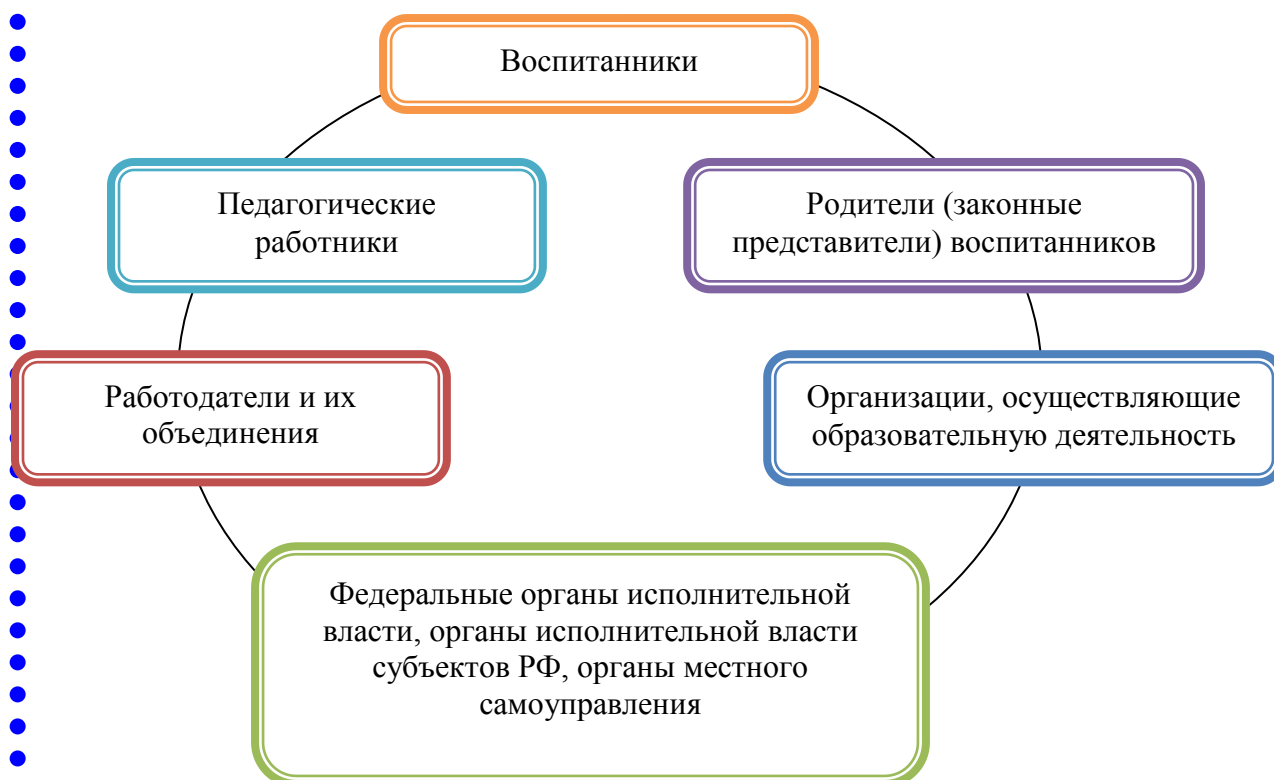 Воспитанники
Педагогические
работники
Родители (законные
представители) воспитанников
Работодатели и их
объединения
Организации, осуществляющие
образовательную деятельность
Федеральные органы исполнительной
власти, органы исполнительной власти
субъектов РФ, органы местного
самоуправления